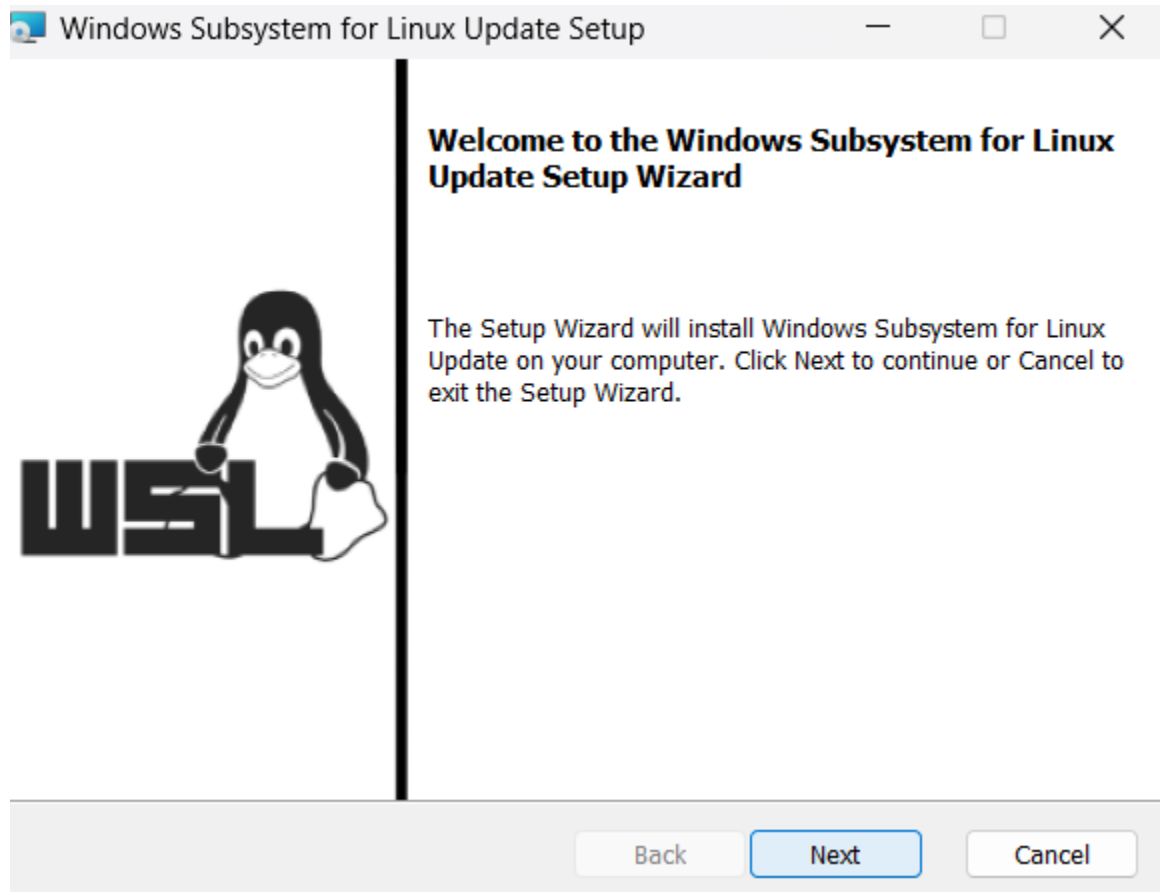 Windows Subsystem for Linux Update Setup
Welcome to the Windows Subsystem for Linux
Update Setup Wizard
The Setup Wizard will install Windows Subsystem for Linux
Update on your computer. Click Next to continue or Cancel to
exit the Setup Wizard.
WSL
Back Next Cancel